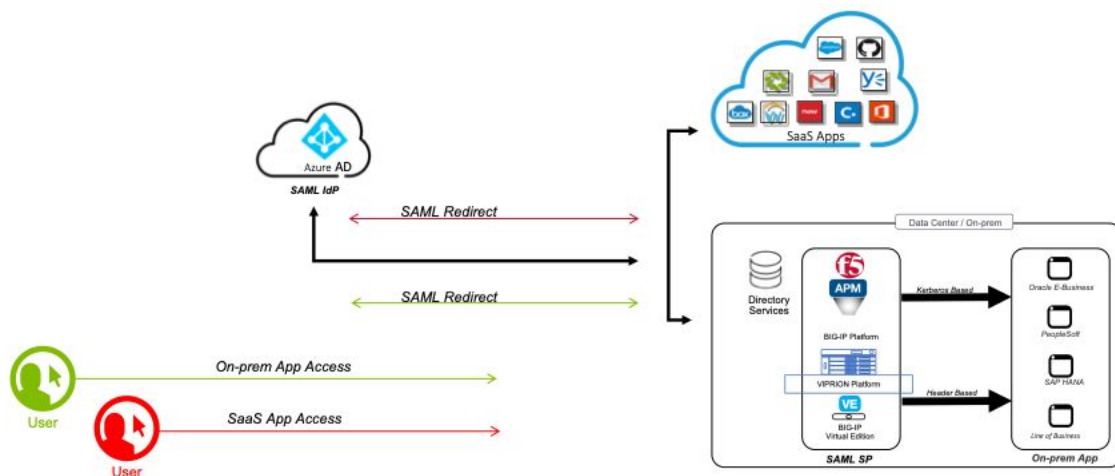 SaaS Apps
box
new
Azure AD
SAML IdP
SAML Redirect
SAML Redirect
On-prem App Access
User
SaaS App Access
User
Data Center / On-prem
Directory
Services
f5
APM
BIG-IP Platform
VIPRION Platform
VE
BIG-IP
Virtual Edition
SAML SP
Kerberos Based
Header Based
Oracle E-Business
PeopleSoft
SAP HANA
Line of Business
On-prem App